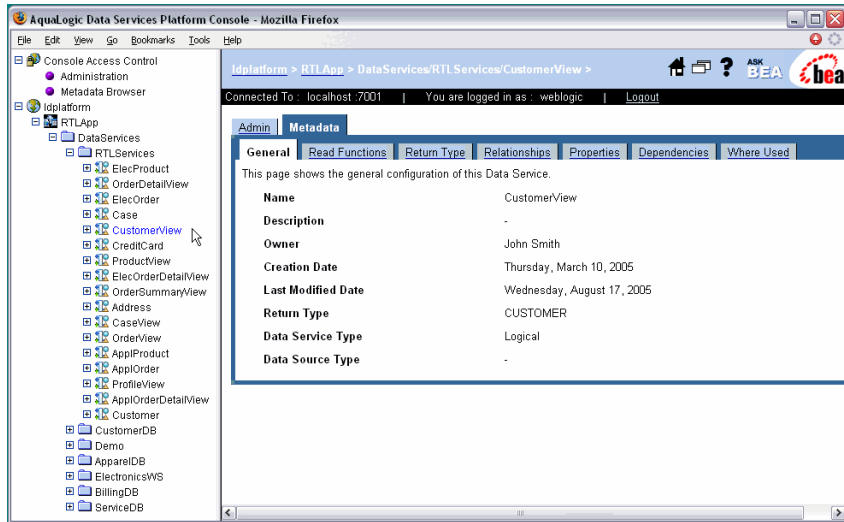 AquaLogic Data Services Platform Console - Mozilla Firefox
File Edit View Go Bookmarks Tools Help
Console Access Control
Administration
Metadata Browser
ldplatform
RTLApp
DataServices
RTLServices
ElecProduct
OrderDetailView
ElecOrder
Case
CustomerView
CreditCard
ProductView
ElecOrderDetailView
OrderSummaryView
Address
CaseView
OrderView
ApplProduct
ApplOrder
ProfileView
ApplOrderDetailView
Customer
CustomerDB
Demo
ApparelDB
ElectronicsWS
BillingDB
ServiceDB
ldplatform > RTLApp > DataServices/RTLServices/CustomerView >
? ASK BEA bea
Connected To : localhost :7001 | You are logged in as : weblogic | Logout
Admin Metadata
General Read Functions Return Type Relationships Properties Dependencies Where Used
This page shows the general configuration of this Data Service.
Name CustomerView
Description -
Owner John Smith
Creation Date Thursday, March 10, 2005
Last Modified Date Wednesday, August 17, 2005
Return Type CUSTOMER
Data Service Type Logical
Data Source Type -